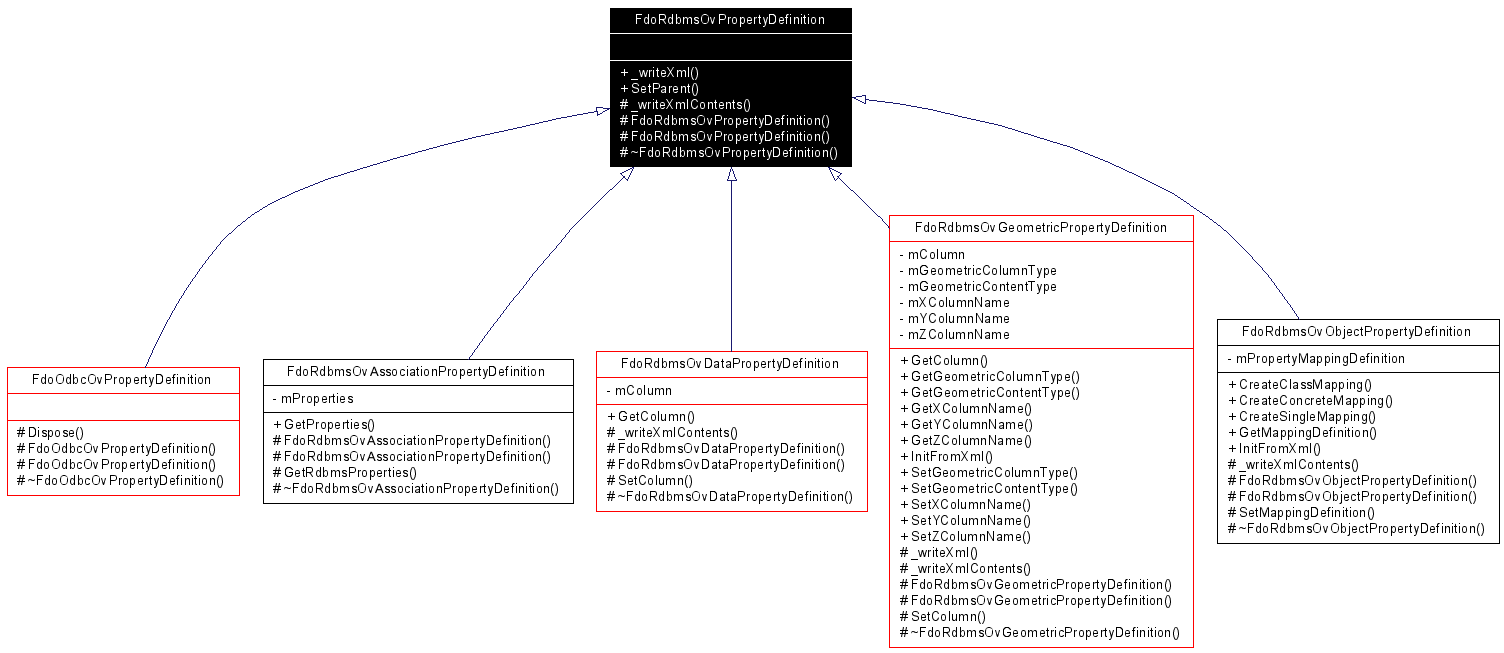 FdoRdbmsOvPropertyDefinition
+ _writeXml()
+ SetParent()
# _writeXmlContents()
# FdoRdbmsOvPropertyDefinition()
# FdoRdbmsOvPropertyDefinition()
# ~FdoRdbmsOvPropertyDefinition()
FdoOdbcOvPropertyDefinition
# Dispose()
# FdoOdbcOvPropertyDefinition()
# FdoOdbcOvPropertyDefinition()
# ~FdoOdbcOvPropertyDefinition()
FdoRdbmsOvAssociationPropertyDefinition
- mProperties
+ GetProperties()
# FdoRdbmsOvAssociationPropertyDefinition()
# FdoRdbmsOvAssociationPropertyDefinition()
# GetRdbmsProperties()
# ~FdoRdbmsOvAssociationPropertyDefinition()
FdoRdbmsOvDataPropertyDefinition
- mColumn
+ GetColumn()
# _writeXmlContents()
# FdoRdbmsOvDataPropertyDefinition()
# FdoRdbmsOvDataPropertyDefinition()
# SetColumn()
# ~FdoRdbmsOvDataPropertyDefinition()
FdoRdbmsOvGeometricPropertyDefinition
- mColumn
- mGeometricColumnType
- mGeometricContentType
- mXColumnName
- mYColumnName
- mZColumnName
+ GetColumn()
+ GetGeometricColumnType()
+ GetGeometricContentType()
+ GetXColumnName()
+ GetYColumnName()
+ GetZColumnName()
+ InitFromXml()
+ SetGeometricColumnType()
+ SetGeometricContentType()
+ SetXColumnName()
+ SetYColumnName()
+ SetZColumnName()
# _writeXml()
# _writeXmlContents()
# FdoRdbmsOvGeometricPropertyDefinition()
# FdoRdbmsOvGeometricPropertyDefinition()
# SetColumn()
# ~FdoRdbmsOvGeometricPropertyDefinition()
FdoRdbmsOvObjectPropertyDefinition
- mPropertyMappingDefinition
+ CreateClassMapping()
+ CreateConcreteMapping()
+ CreateSingleMapping()
+ GetMappingDefinition()
+ InitFromXml()
# _writeXmlContents()
# FdoRdbmsOvObjectPropertyDefinition()
# FdoRdbmsOvObjectPropertyDefinition()
# SetMappingDefinition()
# ~FdoRdbmsOvObjectPropertyDefinition()